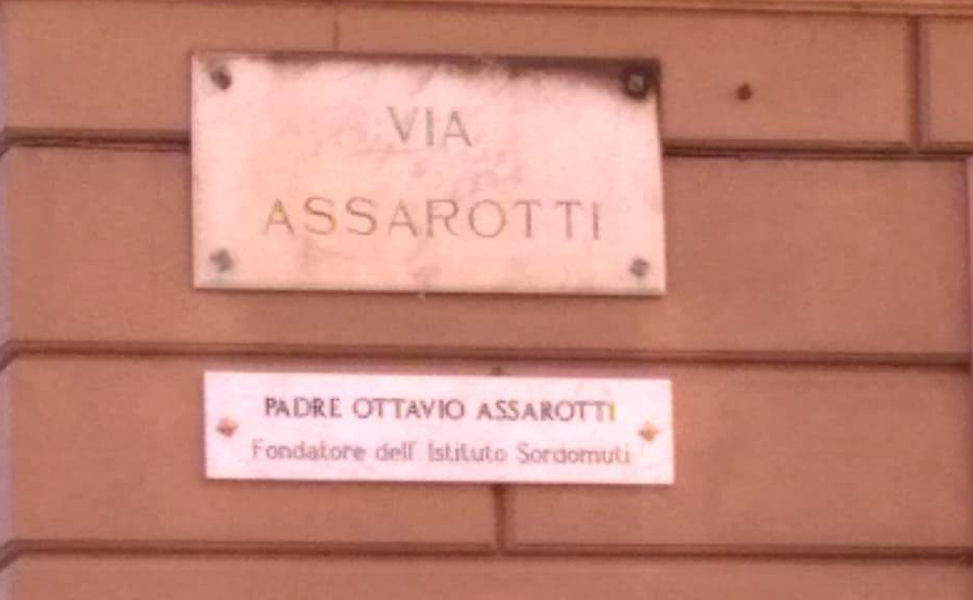 VIA
ASSAROTTI
PADRE OTTAVIO ASSAROTTI
Fondatore dell' Istituto Sordomuti